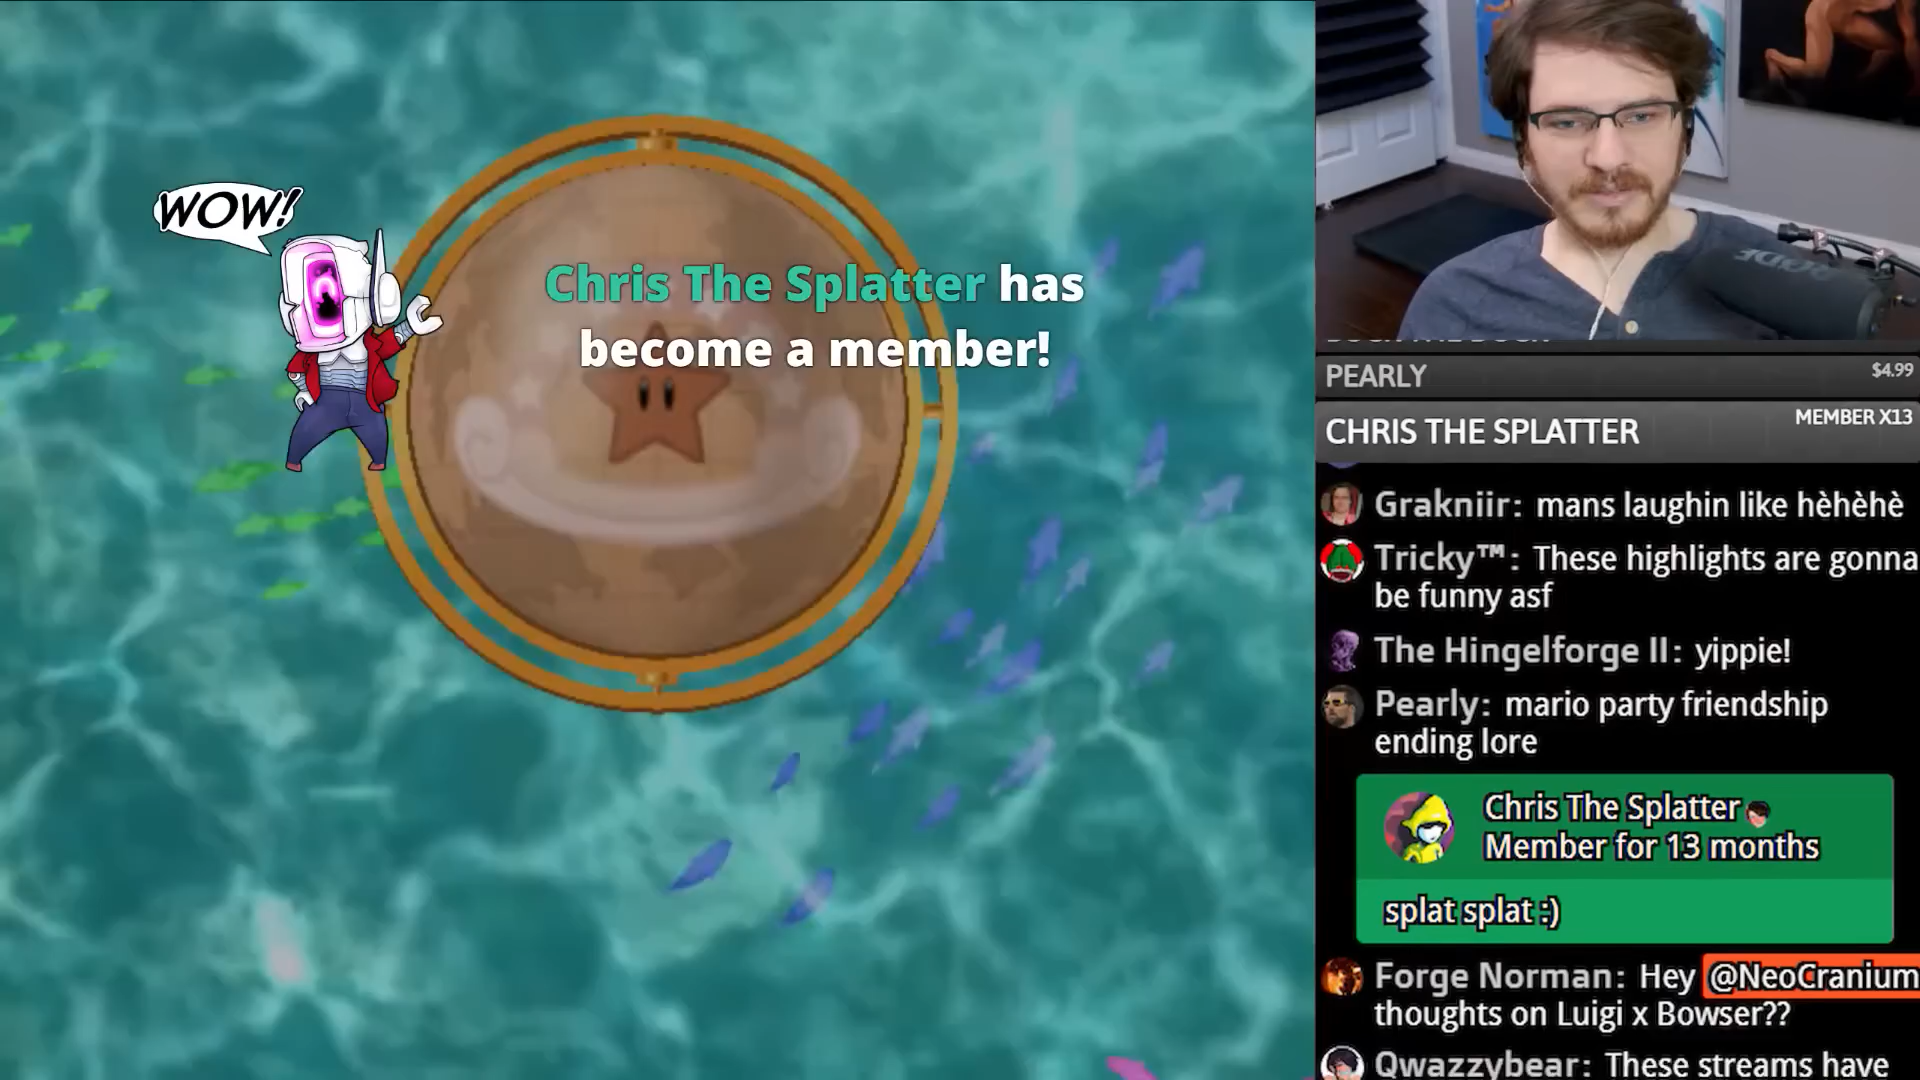 WOW!
Chris The Splatter has
become a member!
RODE
PEARLY
$4.99
CHRIS THE SPLATTER
MEMBER X13
Grakniir: mans laughin like hèhèhè
Tricky™: These highlights are gonna
be funny asf
The Hingelforge II: yippie!
Pearly: mario party friendship
ending lore
Chris The Splatter
Member for 13 months
splat splat :)
Forge Norman: Hey @NeoCranium
thoughts on Luigi x Bowser??
Qwazzybear: These streams have